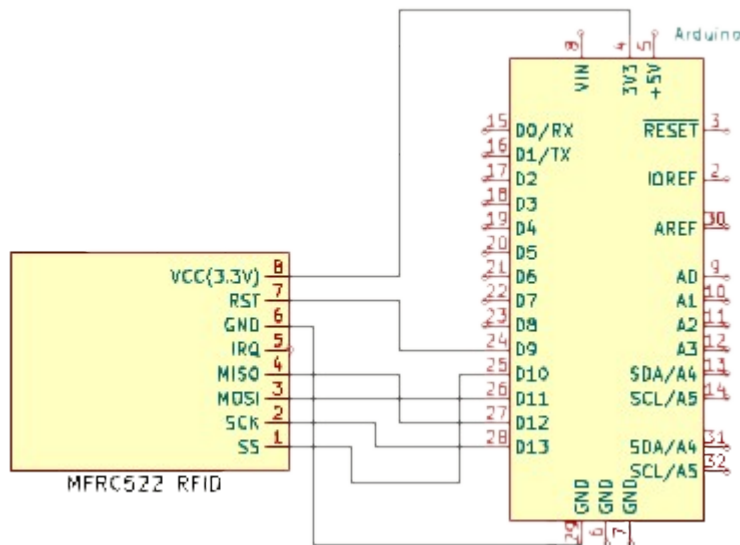 Arduino
8 4 5
VIN 3V3 +5V
15 D0/RX RESET 3
16 D1/TX
17 D2 IOREF 2
18 D3
19 D4 AREF 30
20 D5
21 D6 AD 9
22 D7 A1 10
23 D8 A2 11
24 D9 A3 12
25 D10 SDA/A4 13
26 D11 SCL/A5 14
27 D12
28 D13 SDA/A4 31
SCL/A5 32
GND GND GND
29 6 7
VCC(3.3V) 8
RST 7
GND 6
IRQ 5
MISO 4
MOSI 3
SCK 2
SS 1
MFRC522 RFID